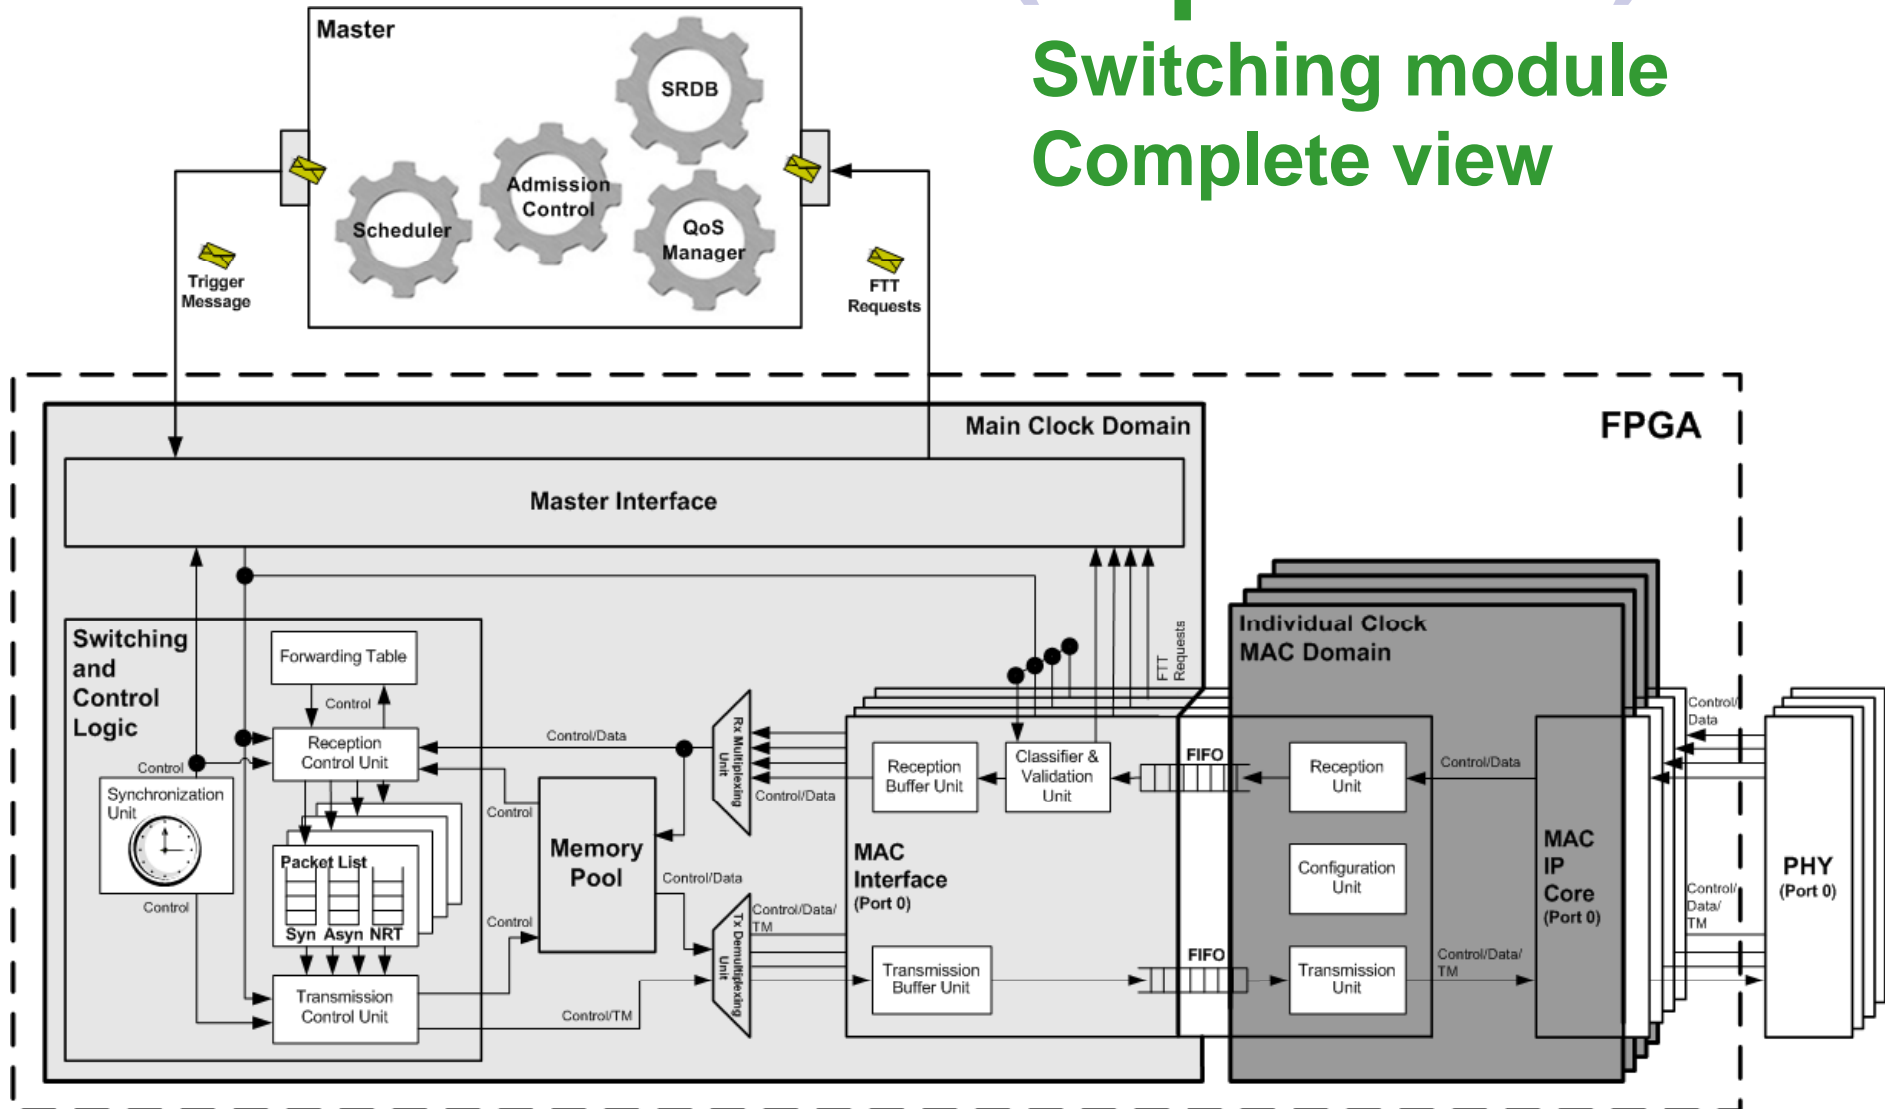 Switching module
Complete view
Master
SRDB
Admission
Control
Scheduler
QoS
Manager
Trigger
Message
FTT
Requests
FPGA
Main Clock Domain
Master Interface
Switching
and
Control
Logic
Forwarding Table
Control
Reception
Control Unit
Control
Synchronization
Unit
Control
Packet List
Syn Asyn NRT
Transmission
Control Unit
Control/Data
Control
Control
Control/TM
Memory
Pool
Control/Data
Rx Multiplexing
Unit
Control/Data
Tx Demultiplexing
Unit
Control/Data/
TM
FTT
Requests
Reception
Buffer Unit
Classifier &
Validation
Unit
MAC
Interface
(Port 0)
Transmission
Buffer Unit
FIFO
FIFO
Individual Clock
MAC Domain
Reception
Unit
Control/Data
Configuration
Unit
Transmission
Unit
Control/Data/
TM
MAC
IP
Core
(Port 0)
Control/
Data
Control/
Data/
TM
PHY
(Port 0)